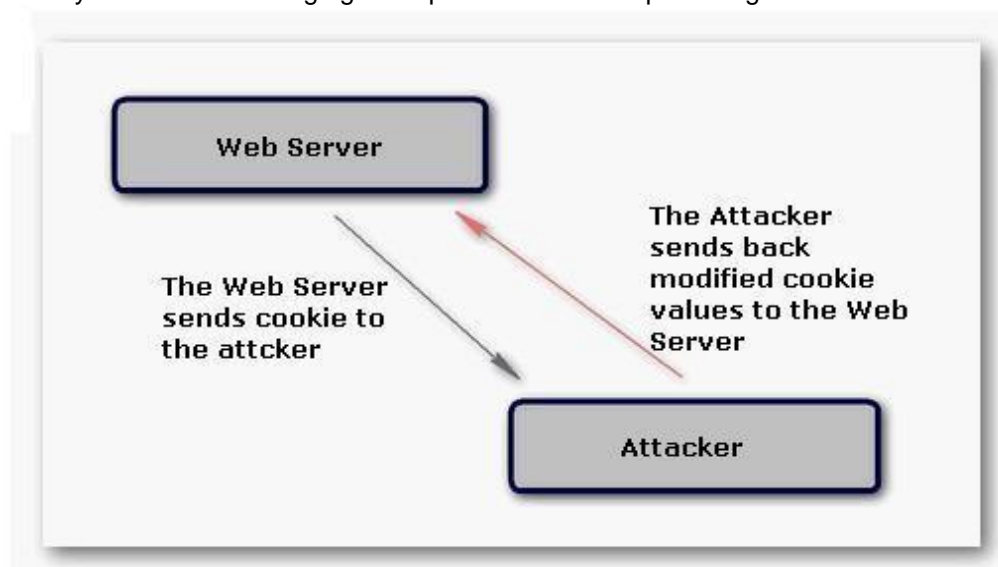 Web Server
The Attacker
sends back
modified cookie
values to the Web
Server
The Web Server
sends cookie to
the attcker
Attacker